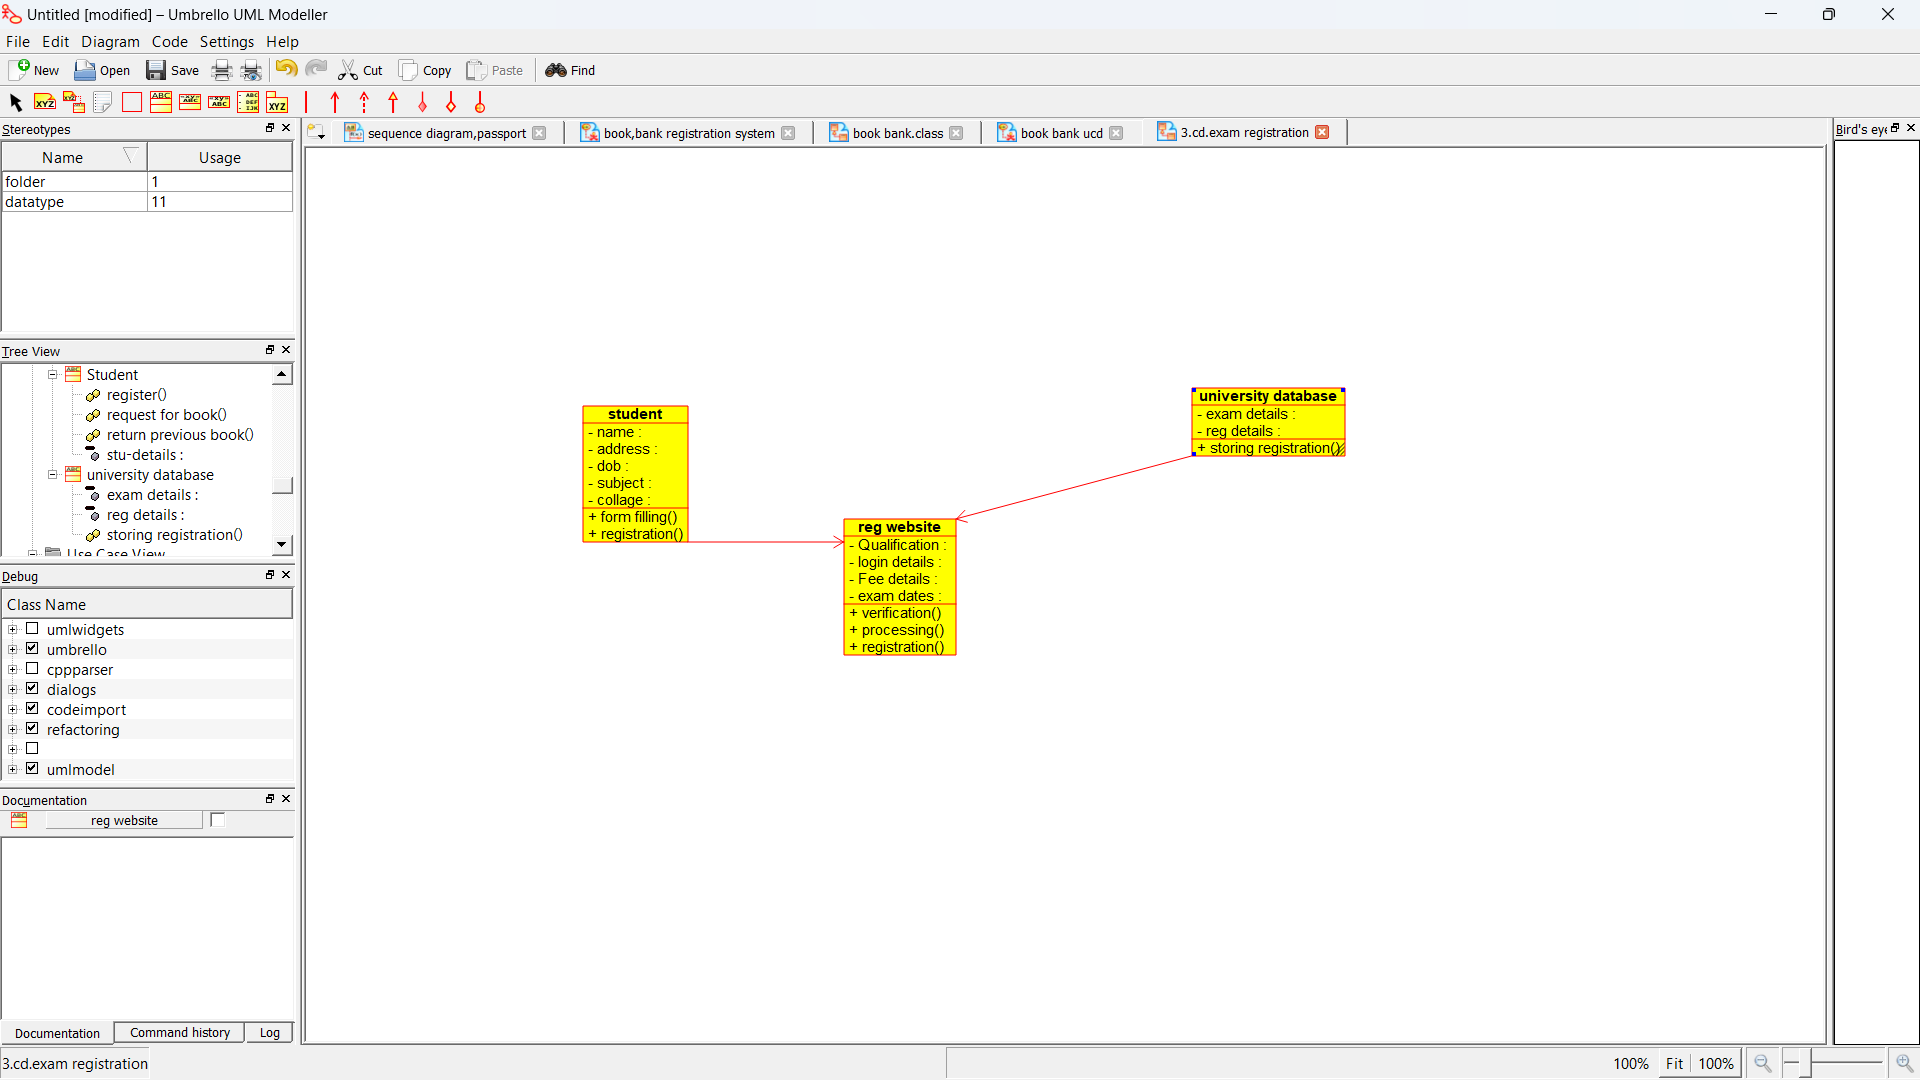 Untitled [modified] – Umbrello UML Modeller
File Edit Diagram Code Settings Help
New Open Save Cut Copy Paste Find
XYZ
Stereotypes
Name Usage
folder 1
datatype 11
sequence diagram,passport
book,bank registration system
book bank.class
book bank ucd
3.cd.exam registration
Bird's eye
Tree View
Student
register()
request for book()
return previous book()
stu-details :
university database
exam details :
reg details :
storing registration()
Use Case View
Debug
Class Name
umlwidgets
umbrello
cppparser
dialogs
codeimport
refactoring
umlmodel
Documentation
reg website
Documentation Command history Log
student
- name :
- address :
- dob :
- subject :
- collage :
+ form filling()
+ registration()
reg website
- Qualification :
- login details :
- Fee details :
- exam dates :
+ verification()
+ processing()
+ registration()
university database
- exam details :
- reg details :
+ storing registration()
3.cd.exam registration
100% Fit 100%